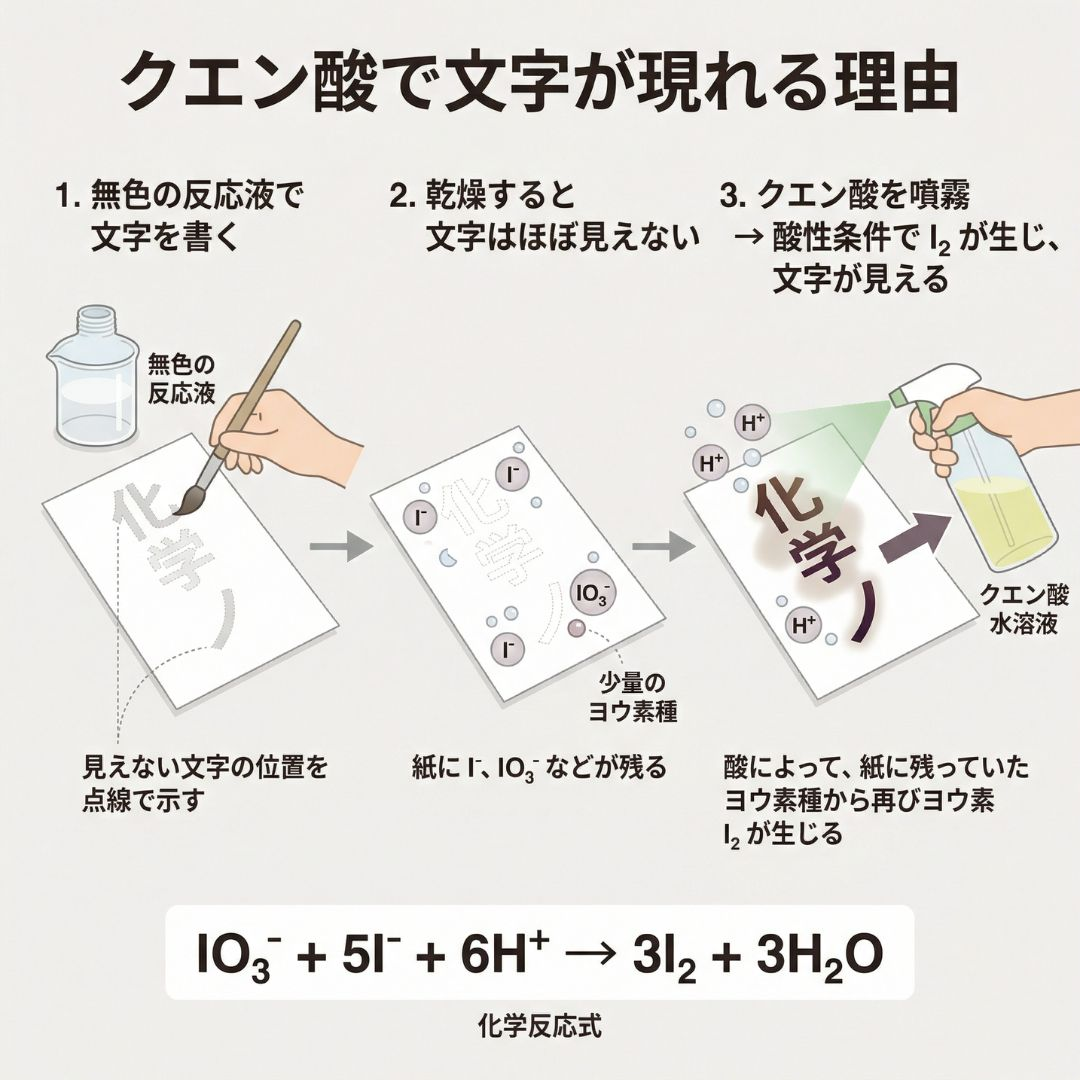 クエン酸で文字が現れる理由
1. 無色の反応液で
文字を書く
2. 乾燥すると
文字はほぼ見えない
3. クエン酸を噴霧
→ 酸性条件で I₂ が生じ、
文字が見える
無色の
反応液
化
学
ノ
見えない文字の位置を
点線で示す
I⁻
I⁻
化
学
ノ
IO₃⁻
I⁻
少量の
ヨウ素種
紙に I⁻、IO₃⁻ などが残る
H⁺
H⁺
化
学
ノ
H⁺
クエン酸
水溶液
酸によって、紙に残っていた
ヨウ素種から再びヨウ素
I₂ が生じる
IO₃⁻ + 5I⁻ + 6H⁺ → 3I₂ + 3H₂O
化学反応式